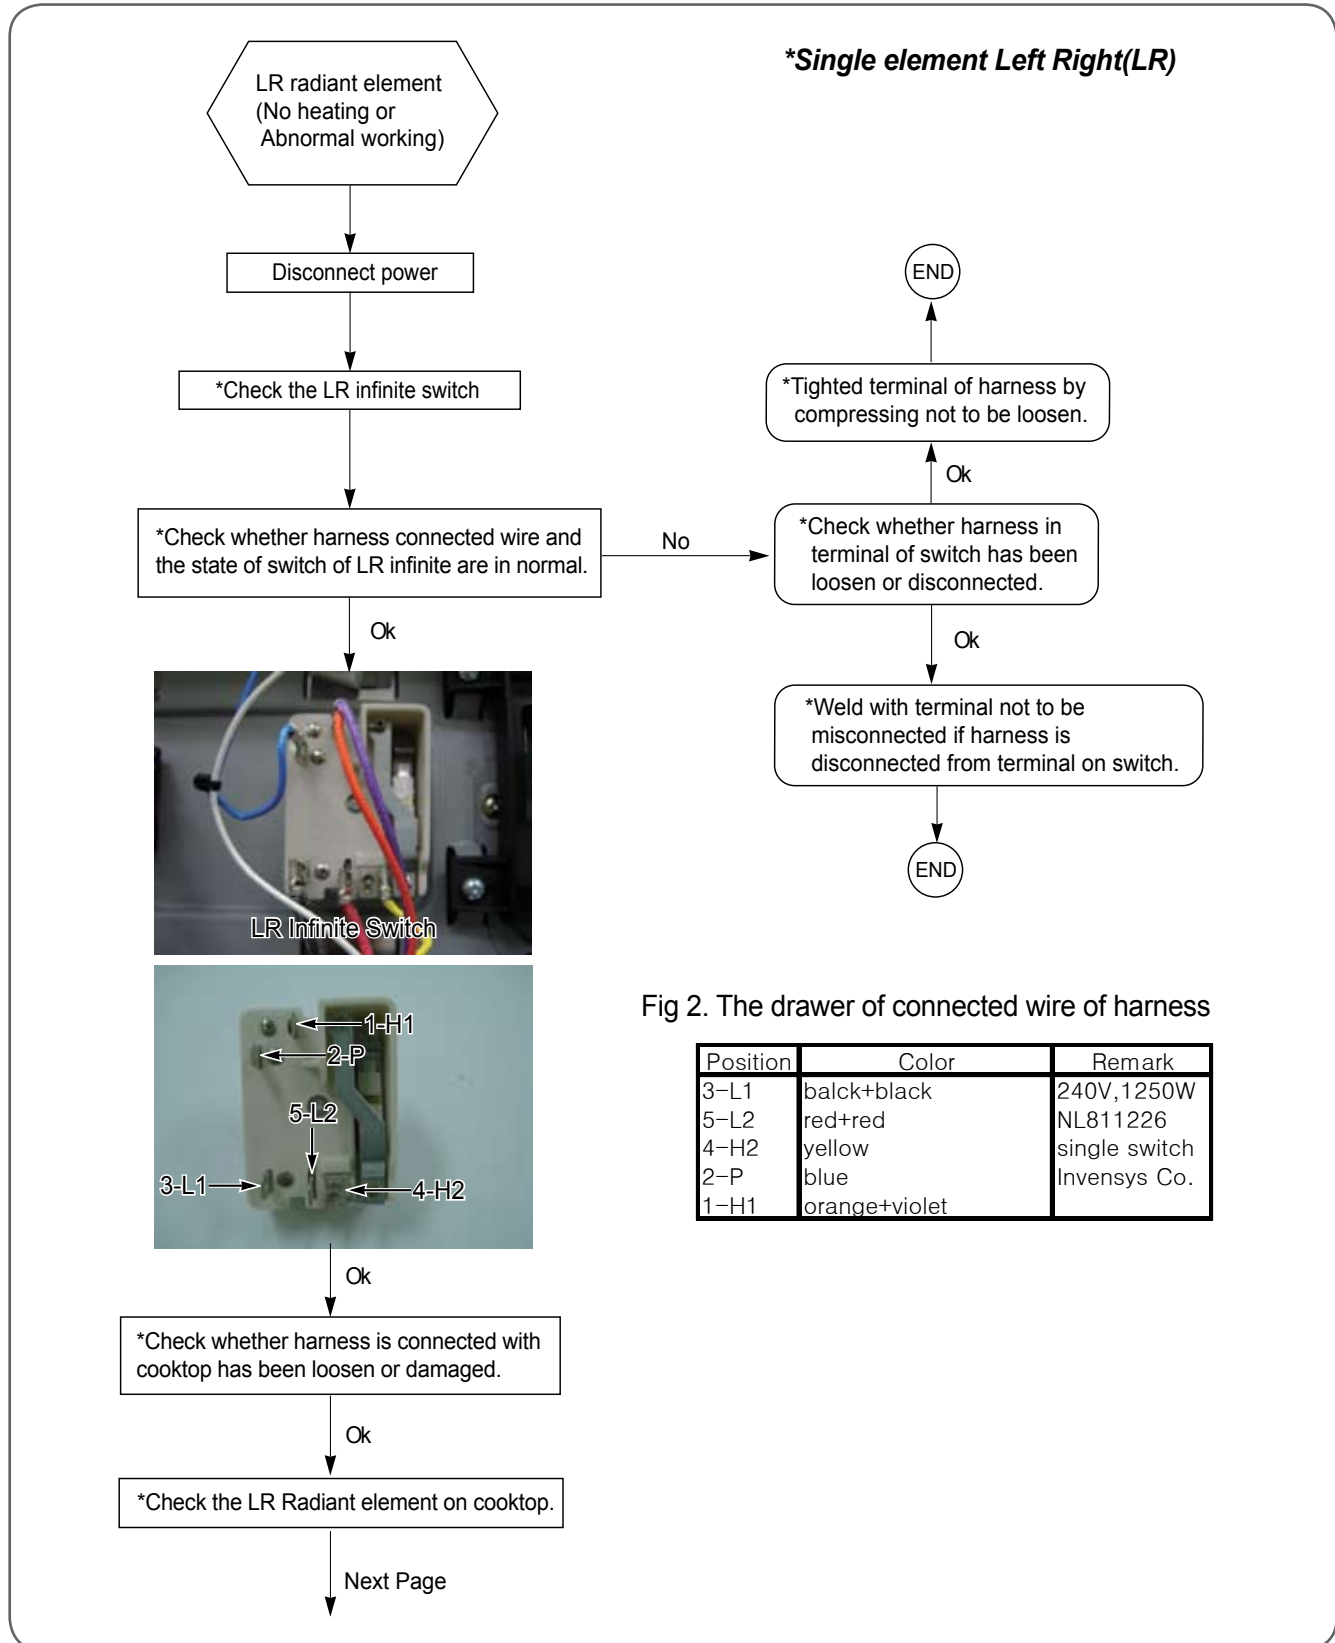 *Single element Left Right(LR)
LR radiant element
(No heating or
Abnormal working)
Disconnect power
*Check the LR infinite switch
*Check whether harness connected wire and
the state of switch of LR infinite are in normal.
No
Ok
LR Infinite Switch
1-H1
2-P
5-L2
3-L1
4-H2
Ok
*Check whether harness is connected with
cooktop has been loosen or damaged.
Ok
*Check the LR Radiant element on cooktop.
Next Page
END
*Tighted terminal of harness by
compressing not to be loosen.
Ok
*Check whether harness in
terminal of switch has been
loosen or disconnected.
Ok
*Weld with terminal not to be
misconnected if harness is
disconnected from terminal on switch.
END
Fig 2. The drawer of connected wire of harness
Position Color Remark
3-L1 balck+black 240V,1250W
5-L2 red+red NL811226
4-H2 yellow single switch
2-P blue Invensys Co.
1-H1 orange+violet